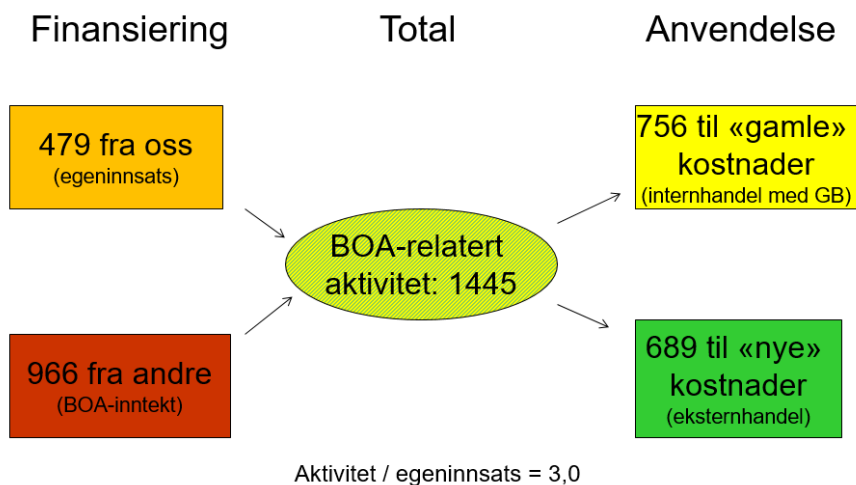 Finansiering
Total
Anvendelse
479 fra oss
(egeninnsats)
756 til «gamle»
kostnader
(internhandel med GB)
BOA-relatert
aktivitet: 1445
966 fra andre
(BOA-inntekt)
689 til «nye»
kostnader
(eksternhandel)
Aktivitet / egeninnsats = 3,0